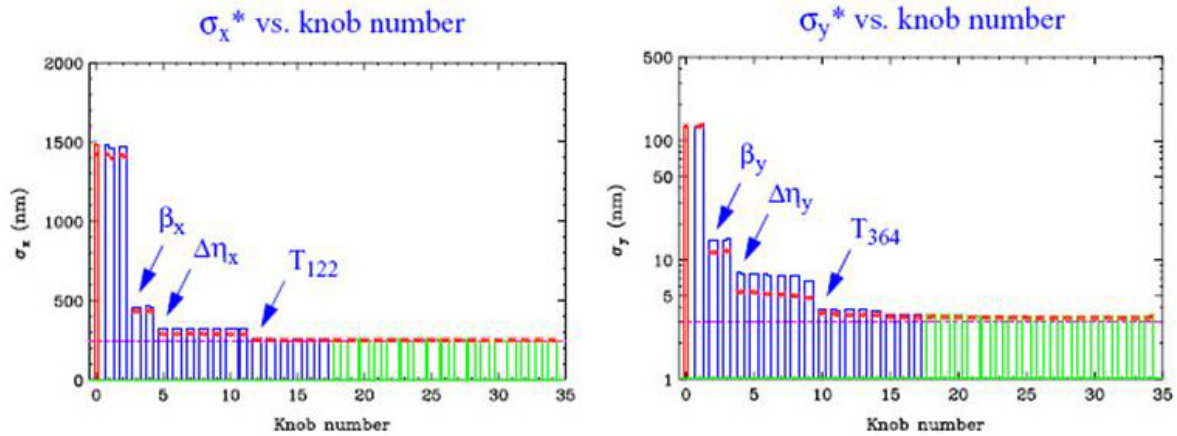 σx* vs. knob number
2000
1500
1000
500
0
σx (nm)
βx
Δηx
T122
0 5 10 15 20 25 30 35
Knob number
σy* vs. knob number
500
100
50
10
5
1
σy (nm)
βy
Δηy
T364
0 5 10 15 20 25 30 35
Knob number